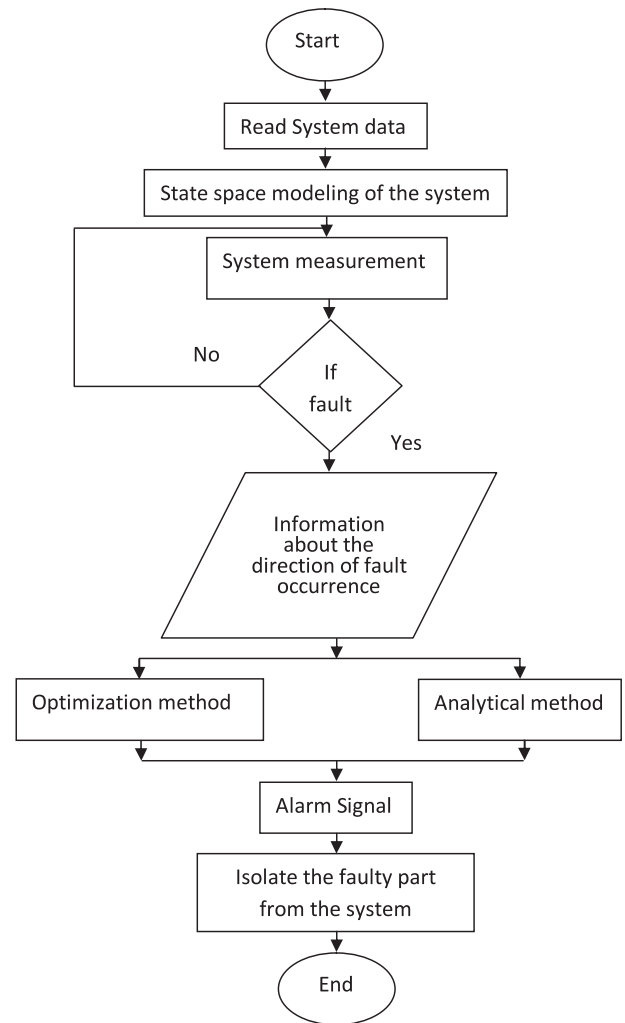 Start
Read System data
State space modeling of the system
System measurement
No
If
fault
Yes
Information
about the
direction of fault
occurrence
Optimization method
Analytical method
Alarm Signal
Isolate the faulty part
from the system
End